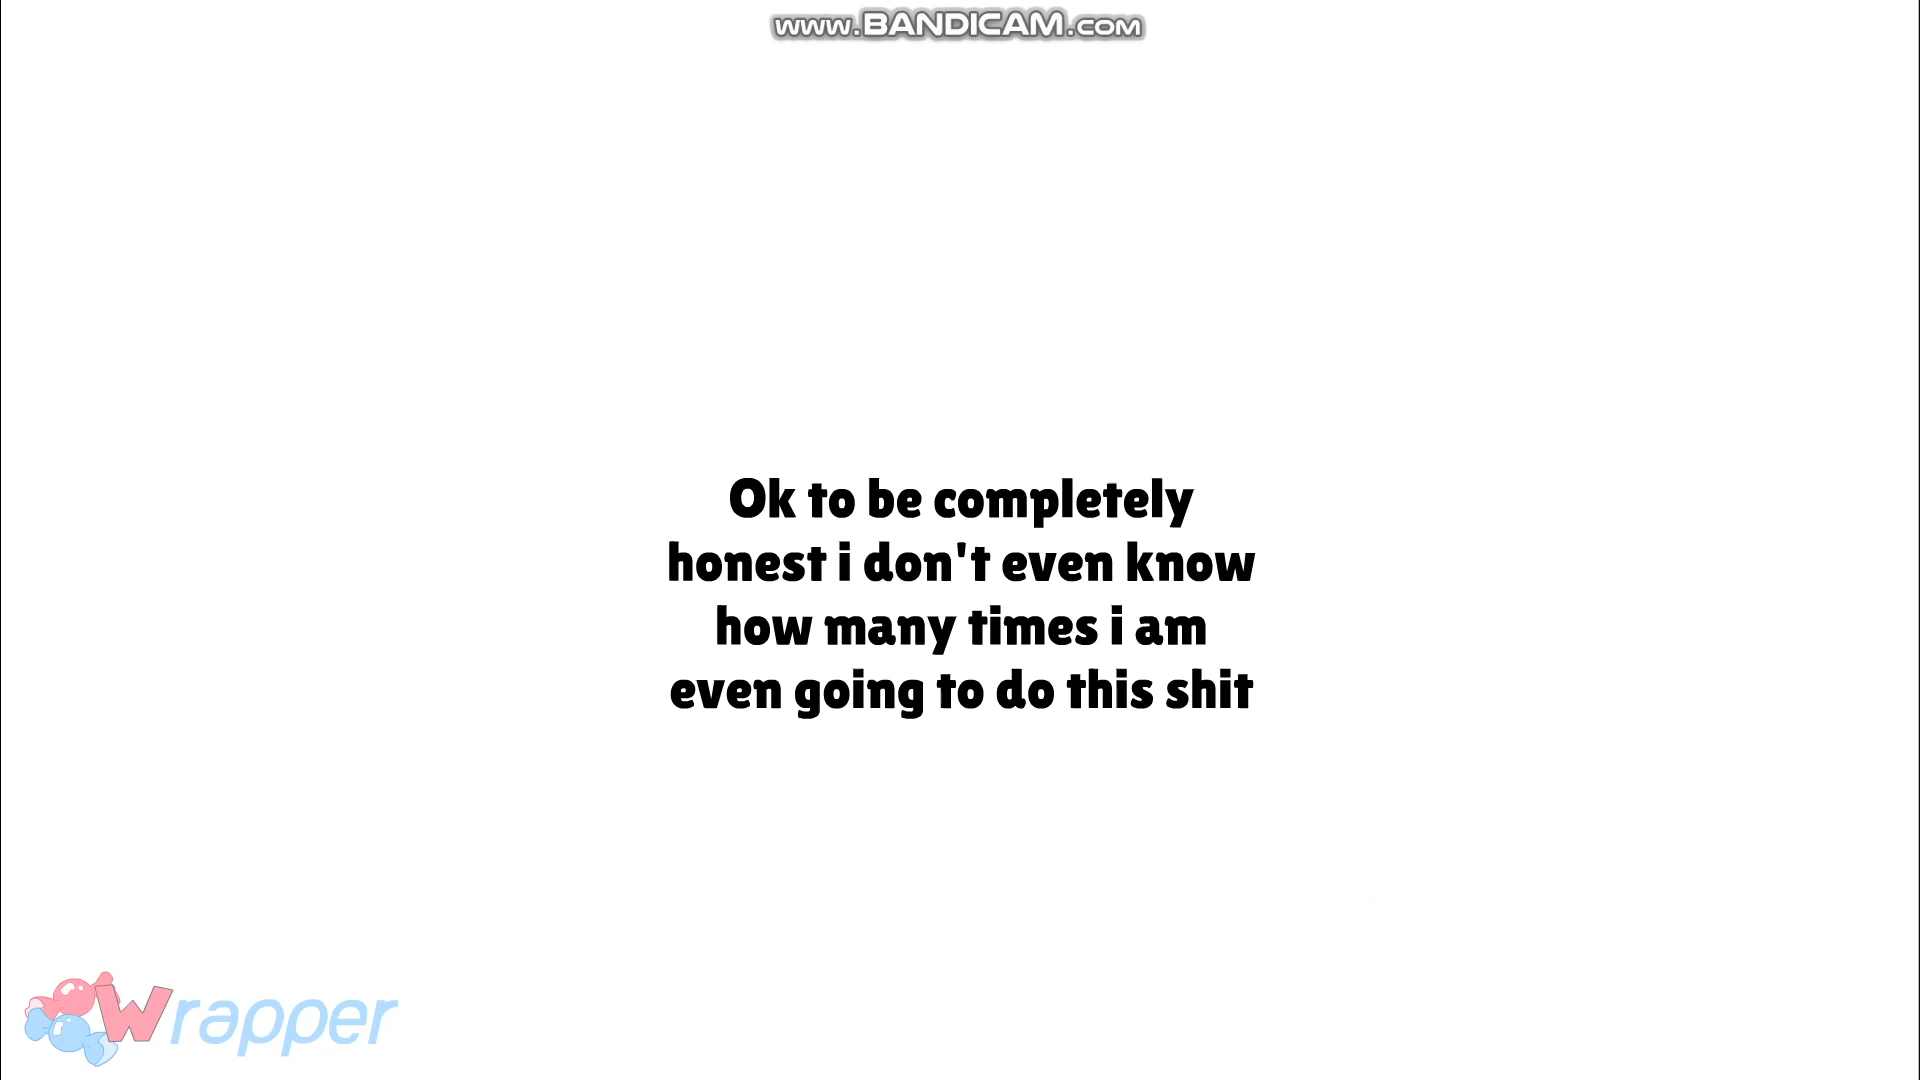 www.BANDICAM.com
Ok to be completely
honest i don't even know
how many times i am
even going to do this shit
Wrapper